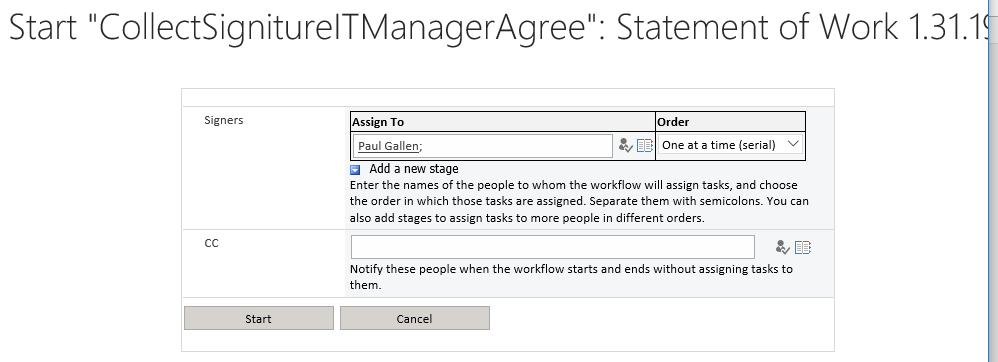 Start "CollectSignitureITManagerAgree": Statement of Work 1.31.19
Signers
Assign To
Order
Paul Gallen;
One at a time (serial)
Add a new stage
Enter the names of the people to whom the workflow will assign tasks, and choose
the order in which those tasks are assigned. Separate them with semicolons. You can
also add stages to assign tasks to more people in different orders.
CC
Notify these people when the workflow starts and ends without assigning tasks to
them.
Start
Cancel